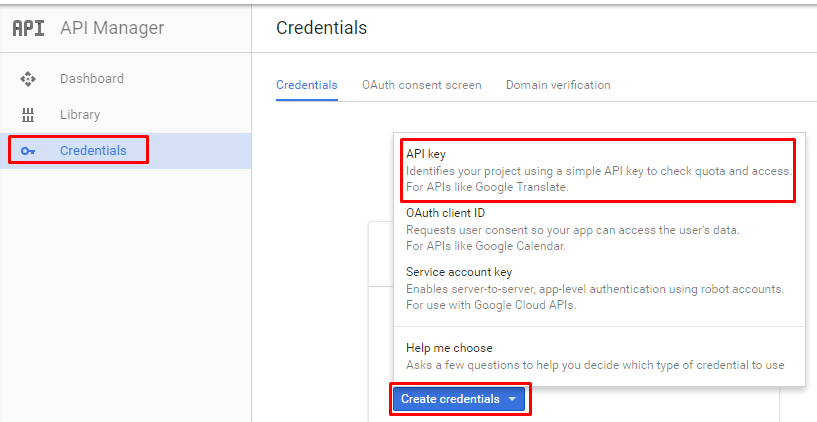 API API Manager
Credentials
Dashboard
Library
Credentials
Credentials OAuth consent screen Domain verification
API key
Identifies your project using a simple API key to check quota and access.
For APIs like Google Translate.
OAuth client ID
Requests user consent so your app can access the user's data.
For APIs like Google Calendar.
Service account key
Enables server-to-server, app-level authentication using robot accounts.
For use with Google Cloud APIs.
Help me choose
Asks a few questions to help you decide which type of credential to use
Create credentials